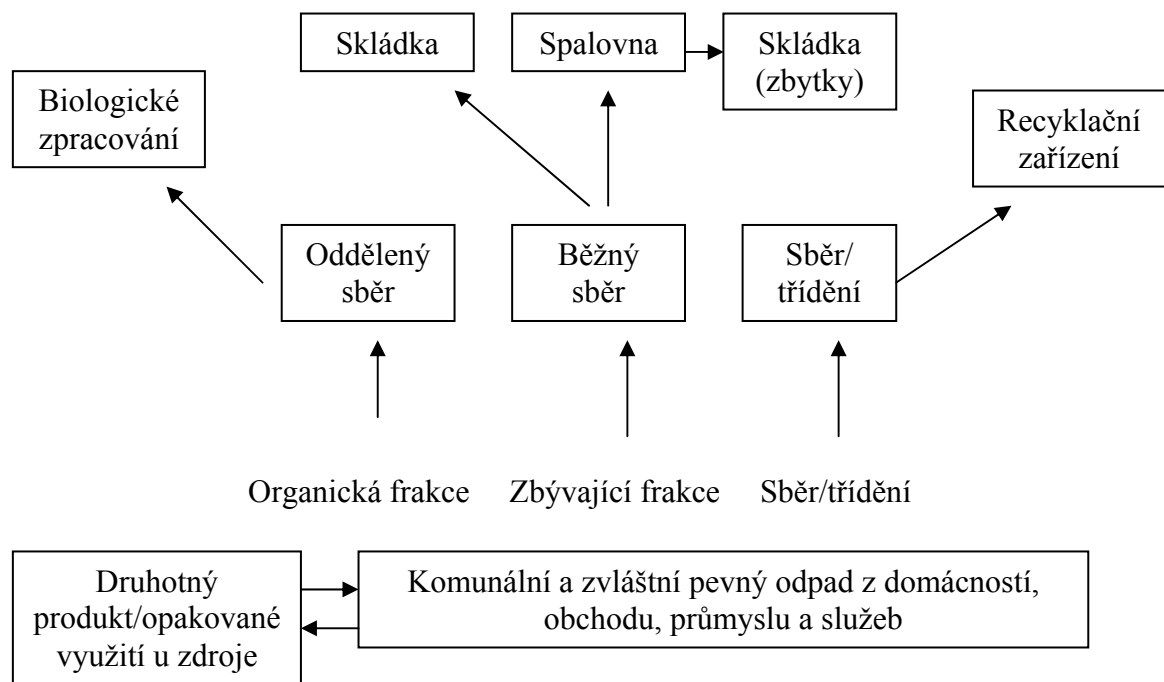 Skládka
Spalovna
Skládka
(zbytky)
Biologické
zpracování
Recyklační
zařízení
Oddělený
sběr
Běžný
sběr
Sběr/
třídění
Organická frakce
Zbývající frakce
Sběr/třídění
Druhotný
produkt/opakované
využití u zdroje
Komunální a zvláštní pevný odpad z domácností,
obchodu, průmyslu a služeb